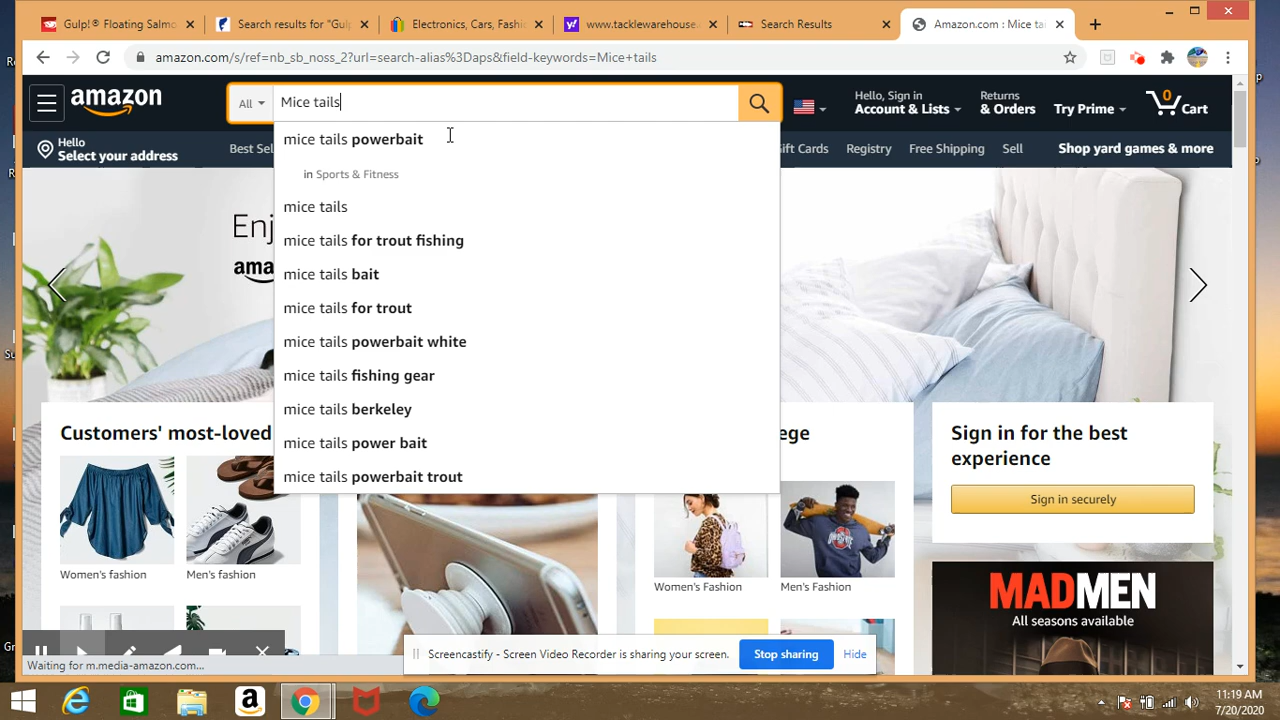 Gulp! Floating Salmo
Search results for "Gulp
Electronics, Cars, Fashi
www.tacklewarehouse.
Search Results
Amazon.com : Mice ta
amazon.com/s/ref=nb_sb_noss_2?url=search-alias%3Daps&field-keywords=Mice+tails
amazon
All
Mice tails
Hello, Sign in
Account & Lists
Returns
& Orders
Try Prime
0
Cart
Hello
Select your address
Best Sel
ift Cards
Registry
Free Shipping
Sell
Shop yard games & more
mice tails powerbait
in Sports & Fitness
mice tails
mice tails for trout fishing
mice tails bait
mice tails for trout
mice tails powerbait white
mice tails fishing gear
mice tails berkeley
mice tails power bait
mice tails powerbait trout
Enj
ama
Customers' most-loved
ege
Women's fashion
Men's fashion
Women's Fashion
Men's Fashion
Sign in for the best
experience
Sign in securely
MADMEN
All seasons available
Screencastify - Screen Video Recorder is sharing your screen.
Stop sharing
Hide
Waiting for m.media-amazon.com...
11:19 AM
7/20/2020